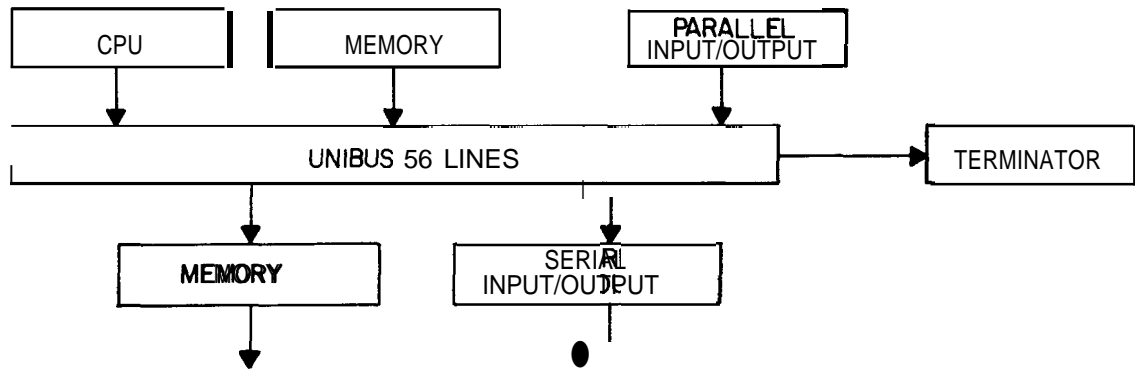 CPU
MEMORY
PARALLEL
INPUT/OUTPUT
UNIBUS 56 LINES
TERMINATOR
MEMORY
SERIAL
INPUT/OUTPUT